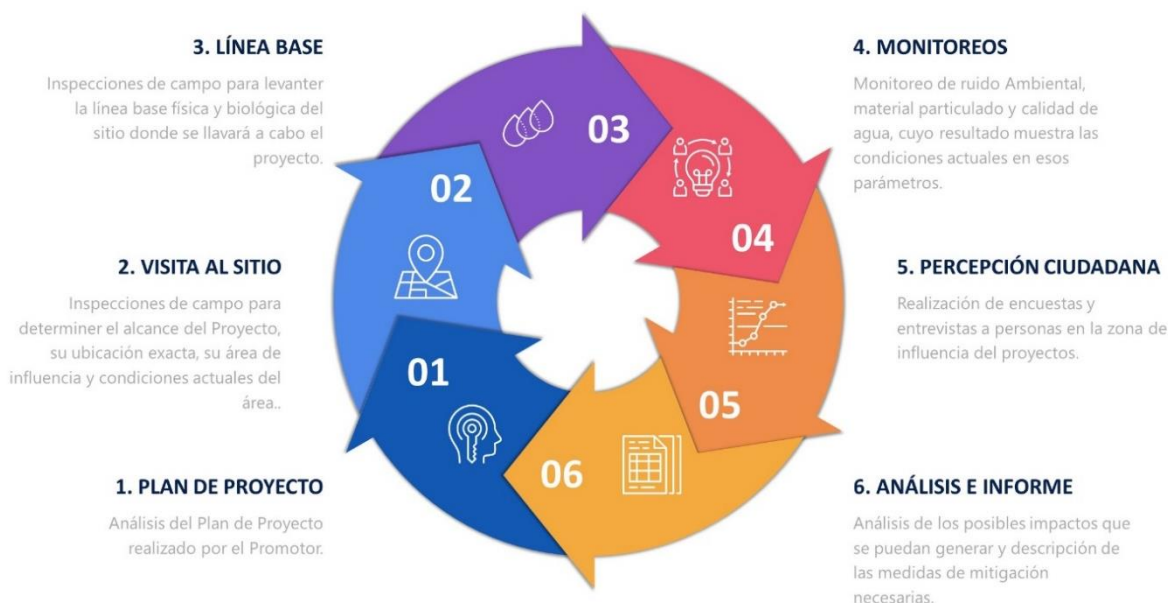 3. LÍNEA BASE
Inspecciones de campo para levantar
la línea base física y biológica del
sitio donde se llavará a cabo el
proyecto.
2. VISITA AL SITIO
Inspecciones de campo para
determiner el alcance del Proyecto,
su ubicación exacta, su área de
influencia y condiciones actuales del
área..
1. PLAN DE PROYECTO
Análisis del Plan de Proyecto
realizado por el Promotor.
03
02
04
01
05
06
4. MONITOREOS
Monitoreo de ruido Ambiental,
material particulado y calidad de
agua, cuyo resultado muestra las
condiciones actuales en esos
parámetros.
5. PERCEPCIÓN CIUDADANA
Realización de encuestas y
entrevistas a personas en la zona de
influencia del proyectos.
6. ANÁLISIS E INFORME
Análisis de los posibles impactos que
se puedan generar y descripción de
las medidas de mitigación
necesarias.